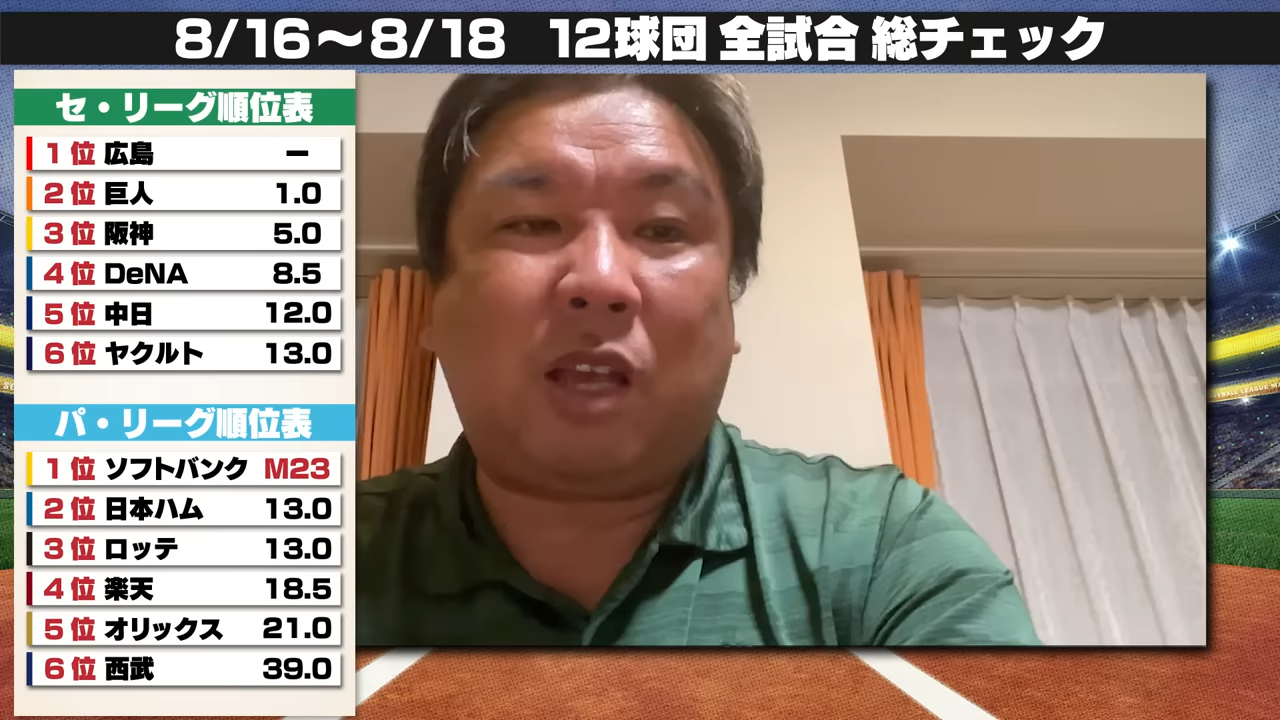 8/16～8/18 12球団 全試合 総チェック
セ・リーグ順位表
1位 広島 ー
2位 巨人 1.0
3位 阪神 5.0
4位 DeNA 8.5
5位 中日 12.0
6位 ヤクルト 13.0
パ・リーグ順位表
1位 ソフトバンク M23
2位 日本ハム 13.0
3位 ロッテ 13.0
4位 楽天 18.5
5位 オリックス 21.0
6位 西武 39.0